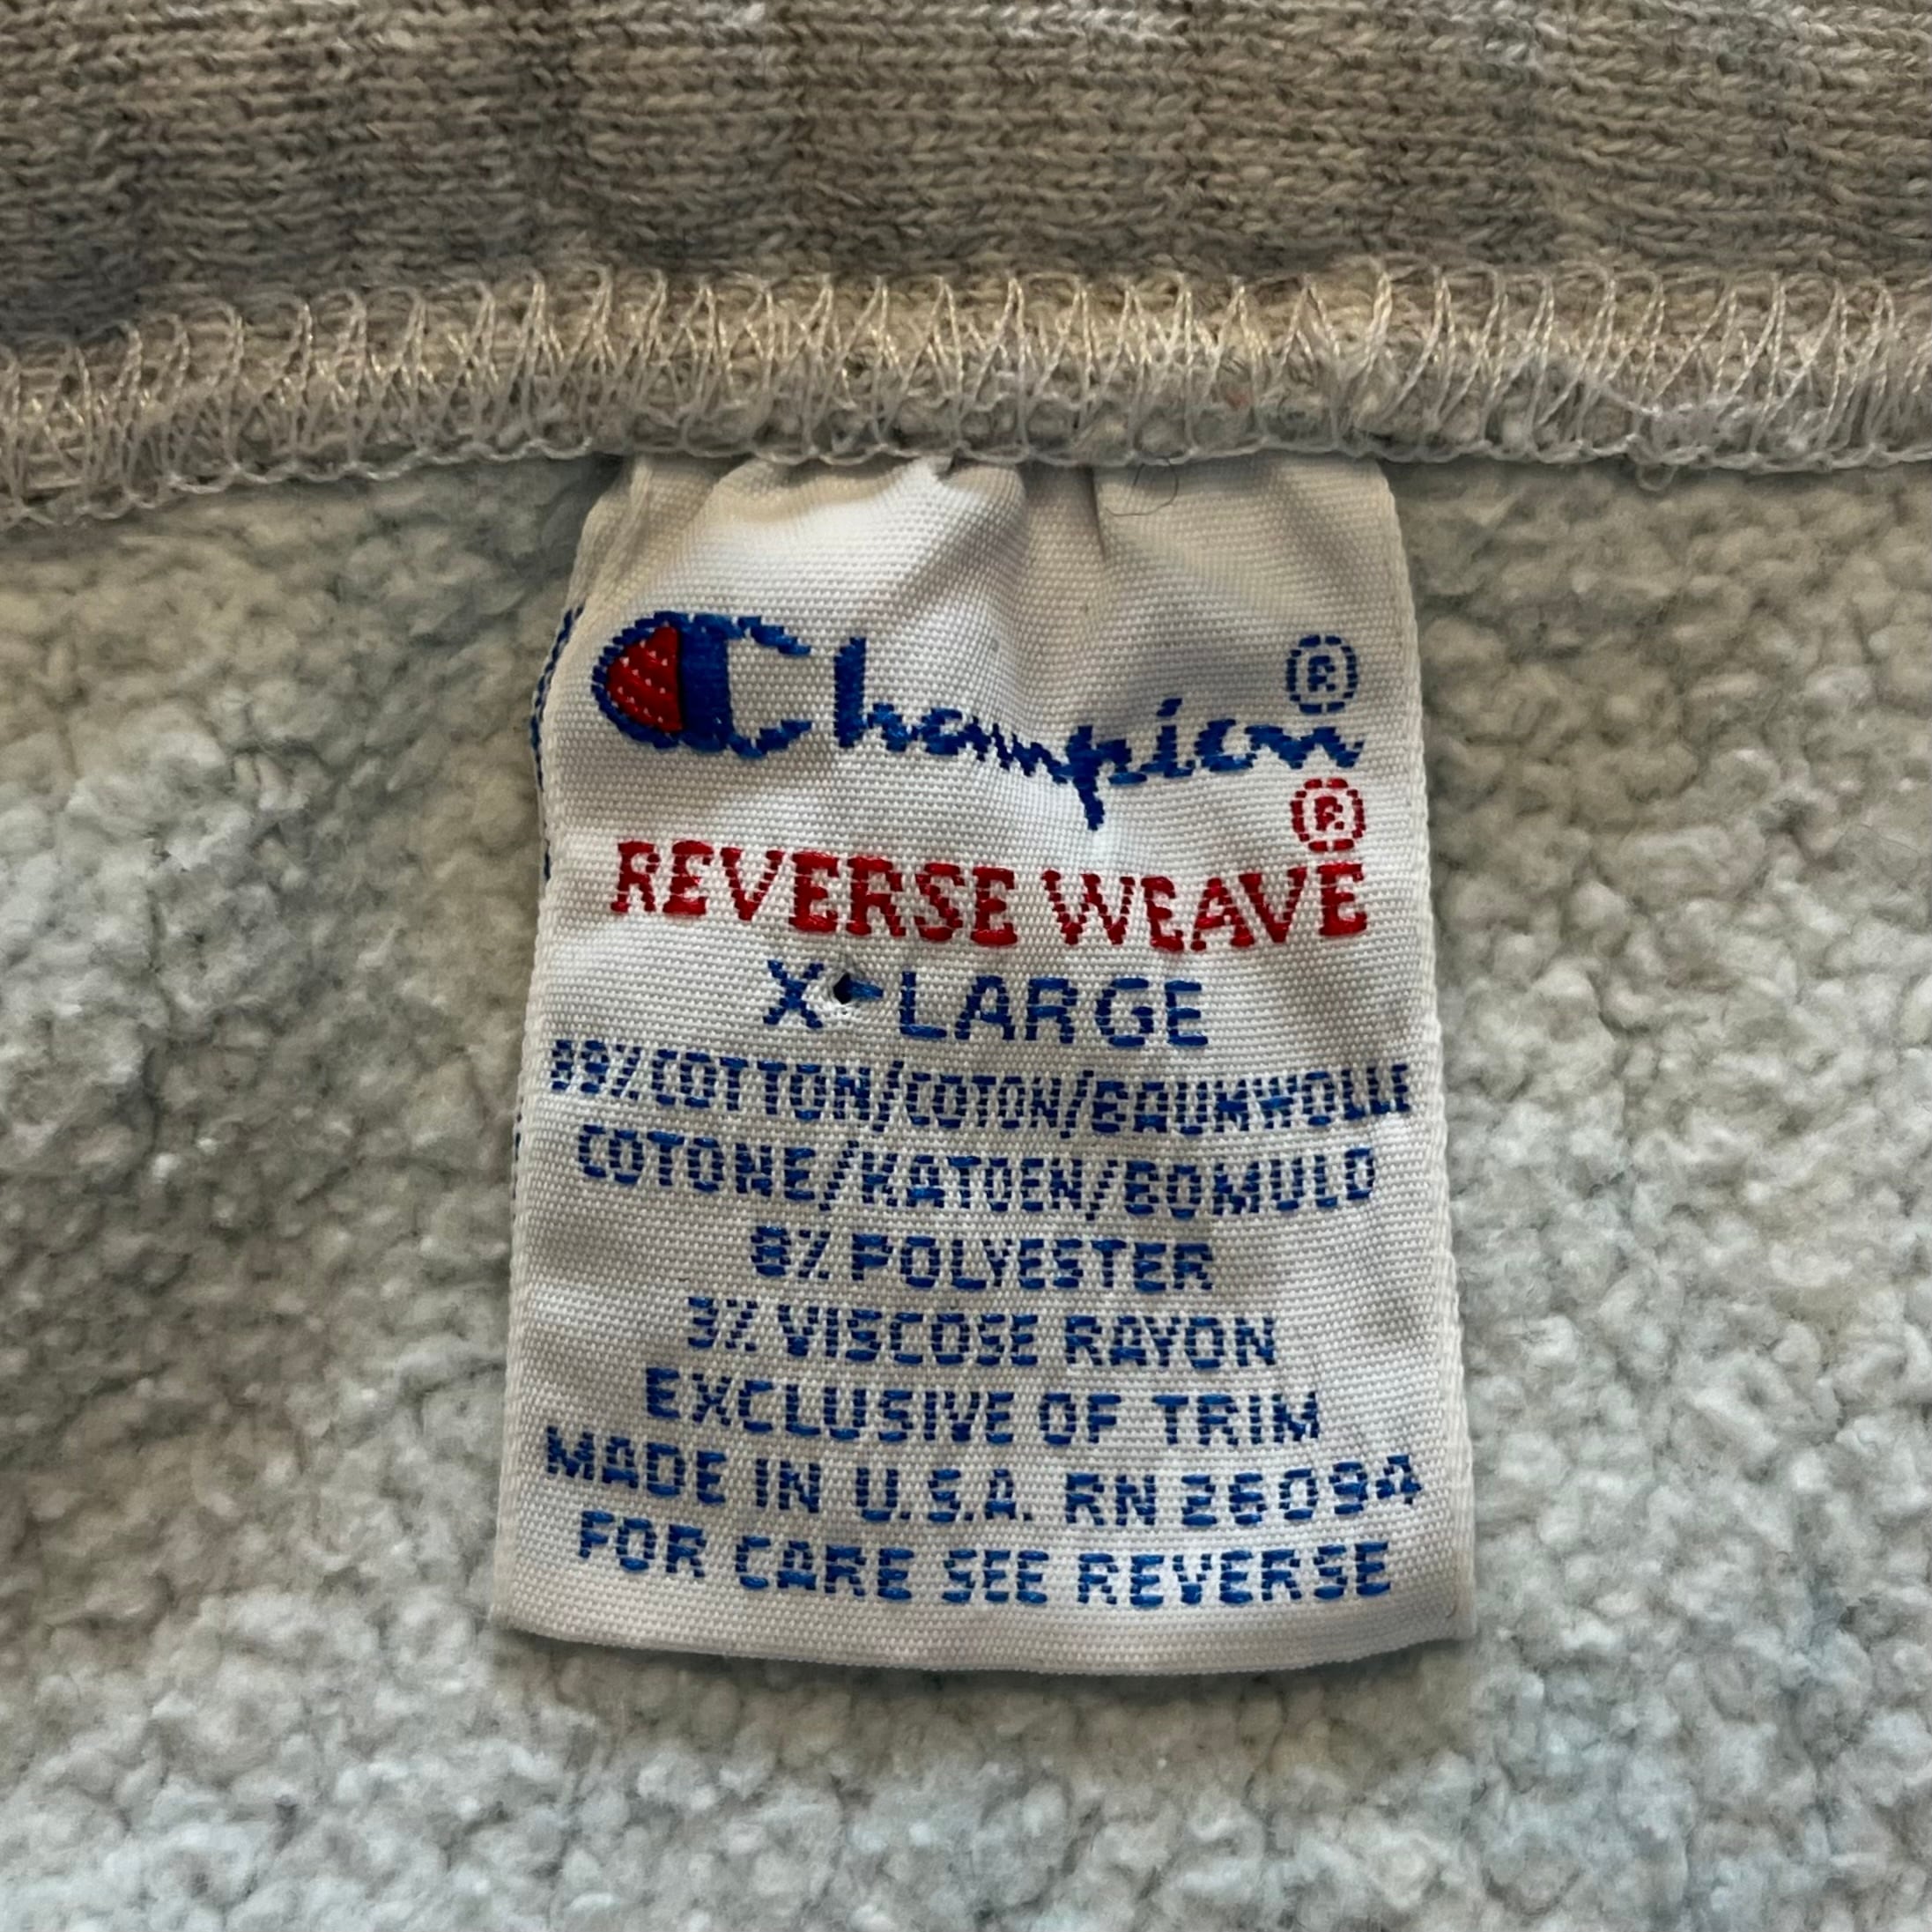 Champion®
REVERSE WEAVE®
X-LARGE
89% COTTON/COTON/BAUMWOLLE
COTONE/KATOEN/BOMULD
8% POLYESTER
3% VISCOSE RAYON
EXCLUSIVE OF TRIM
MADE IN U.S.A. RN 26094
FOR CARE SEE REVERSE